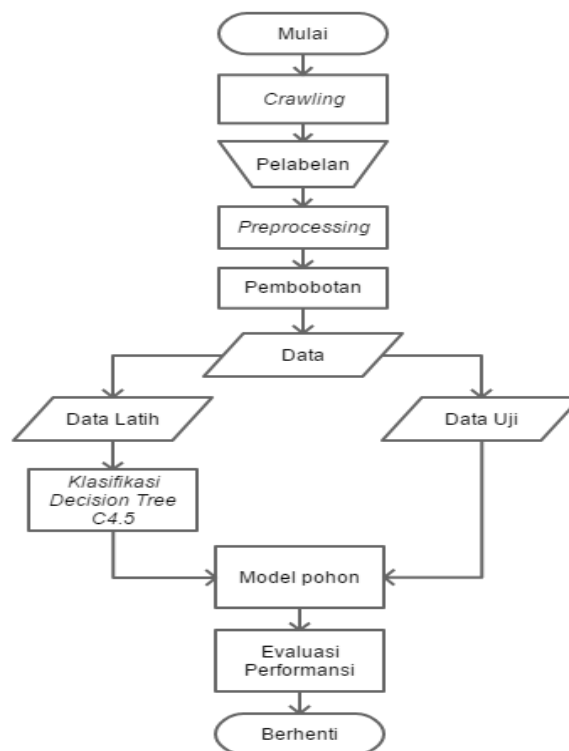 Mulai
Crawling
Pelabelan
Preprocessing
Pembobotan
Data
Data Latih
Data Uji
Klasifikasi
Decision Tree
C4.5
Model pohon
Evaluasi
Performansi
Berhenti